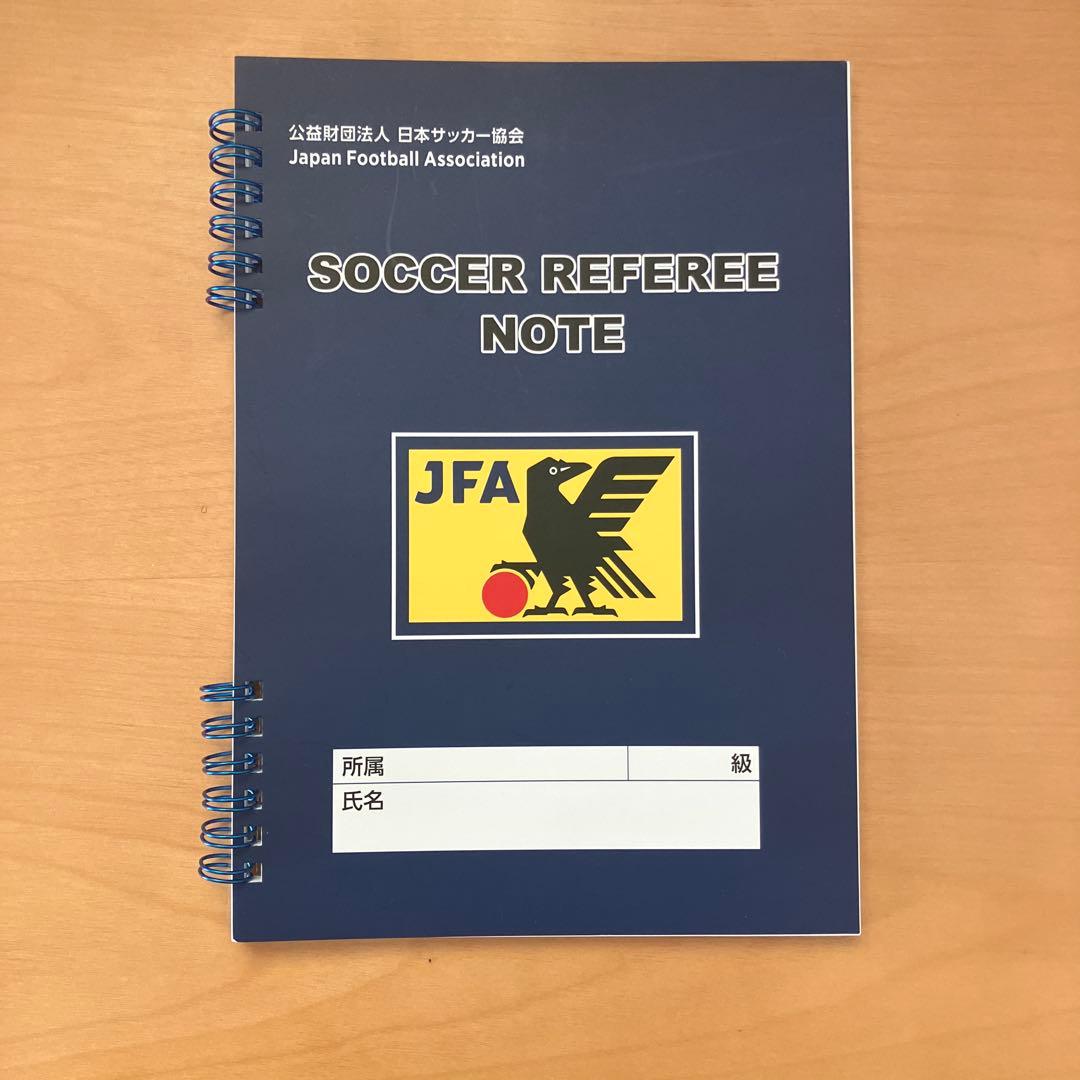 公益財団法人 日本サッカー協会
Japan Football Association
SOCCER REFEREE
NOTE
JFA
所属 級
氏名